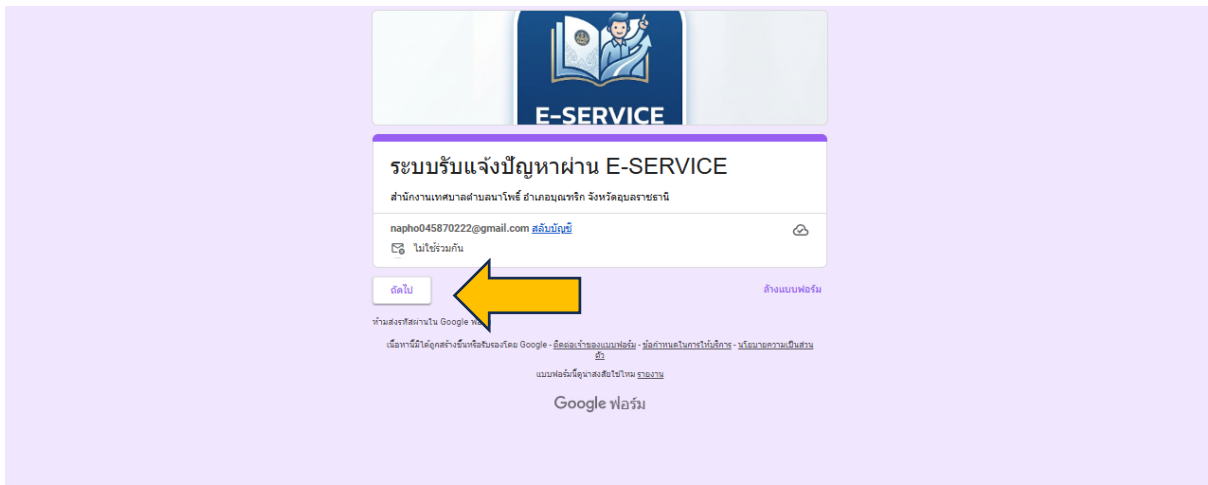 E-SERVICE
ระบบรับแจ้งปัญหาผ่าน E-SERVICE
สำนักงานเทศบาลตำบลนาโพธิ์ อำเภอบุณฑริก จังหวัดอุบลราชธานี
napho045870222@gmail.com สลับบัญชี
ไม่ใช้ร่วมกัน
ถัดไป
ล้างแบบฟอร์ม
ห้ามส่งรหัสผ่านใน Google
เนื้อหานี้มิได้ถูกสร้างขึ้นหรือรับรองโดย Google - ติดต่อเจ้าของแบบฟอร์ม - ข้อกำหนดในการให้บริการ - นโยบายความเป็นส่วน
ตัว
แบบฟอร์มนี้ดูน่าสงสัยใช่ไหม รายงาน
Google ฟอร์ม